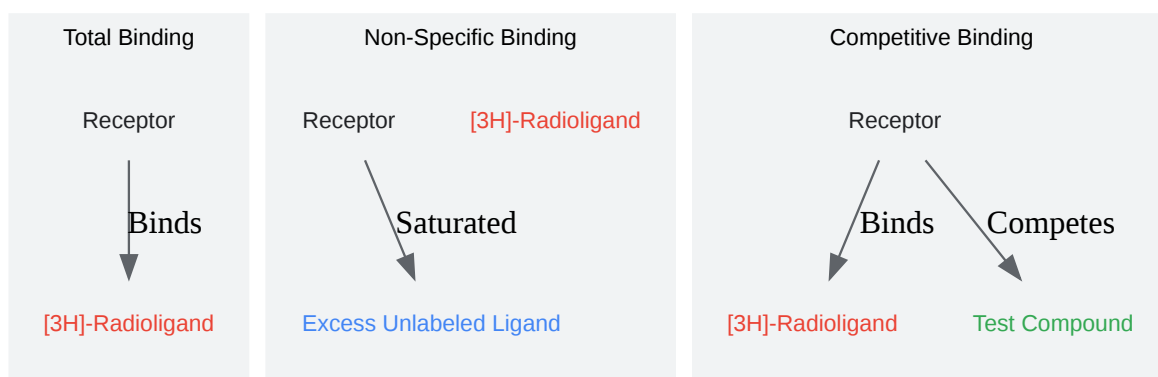 Total Binding
Receptor
Binds
[3H]-Radioligand
Non-Specific Binding
Receptor
[3H]-Radioligand
Saturated
Excess Unlabeled Ligand
Competitive Binding
Receptor
Binds
Competes
[3H]-Radioligand
Test Compound